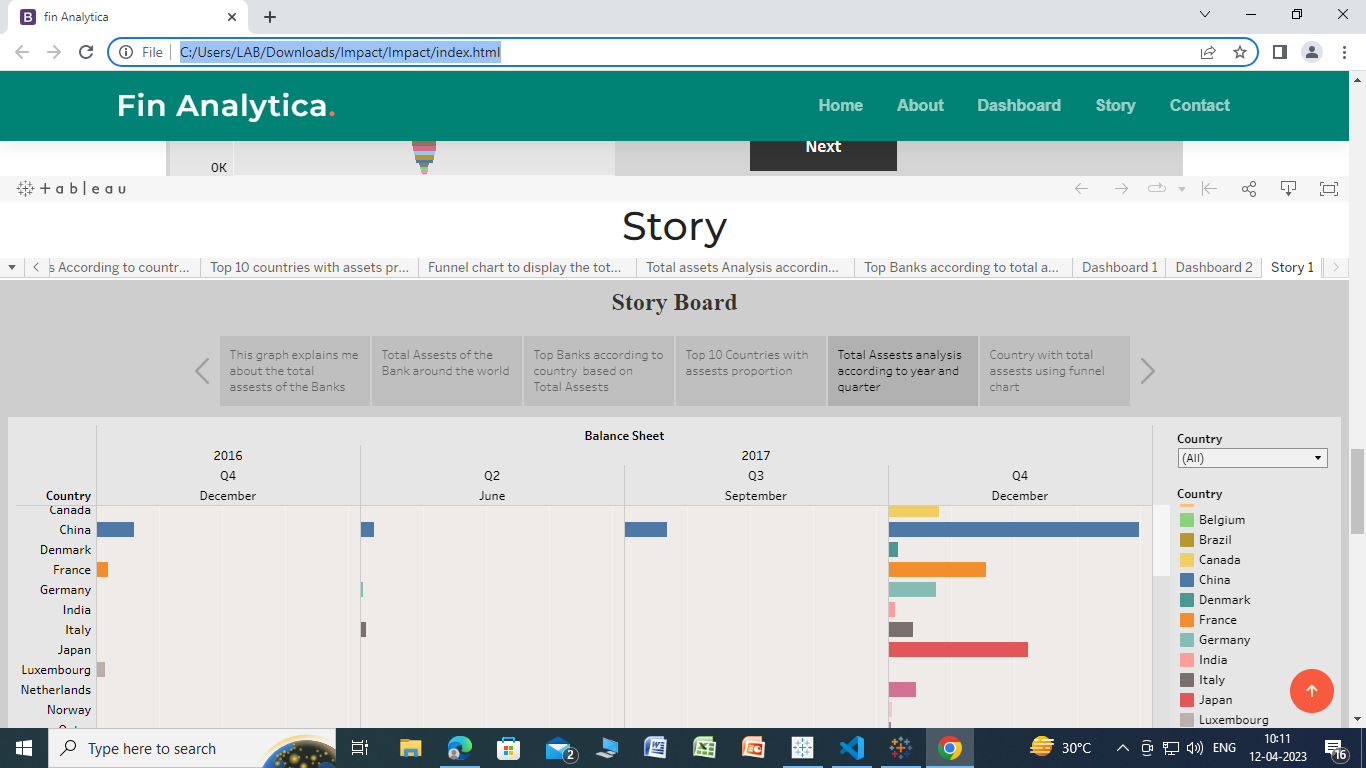 fin Analytica
File
C:/Users/LAB/Downloads/Impact/Impact/index.html
Fin Analytica.
Home About Dashboard Story Contact
0K
Next
+ a b l e a u
Story
s According to countr...
Top 10 countries with assets pr...
Funnel chart to display the tot...
Total assets Analysis accordin...
Top Banks according to total a...
Dashboard 1
Dashboard 2
Story 1
Story Board
This graph explains me
about the total
assests of the Banks
Total Assests of the
Bank around the world
Top Banks according to
country based on
Total Assests
Top 10 Countries with
assests proportion
Total Assests analysis
according to year and
quarter
Country with total
assests using funnel
chart
Balance Sheet
2016 2017
Q4 Q2 Q3 Q4
Country December June September December
Canada
China
Denmark
France
Germany
India
Italy
Japan
Luxembourg
Netherlands
Norway
Country
(All)
Country
Belgium
Brazil
Canada
China
Denmark
France
Germany
India
Italy
Japan
Luxembourg
Type here to search
2
30°C
ENG
10:11
12-04-2023
16